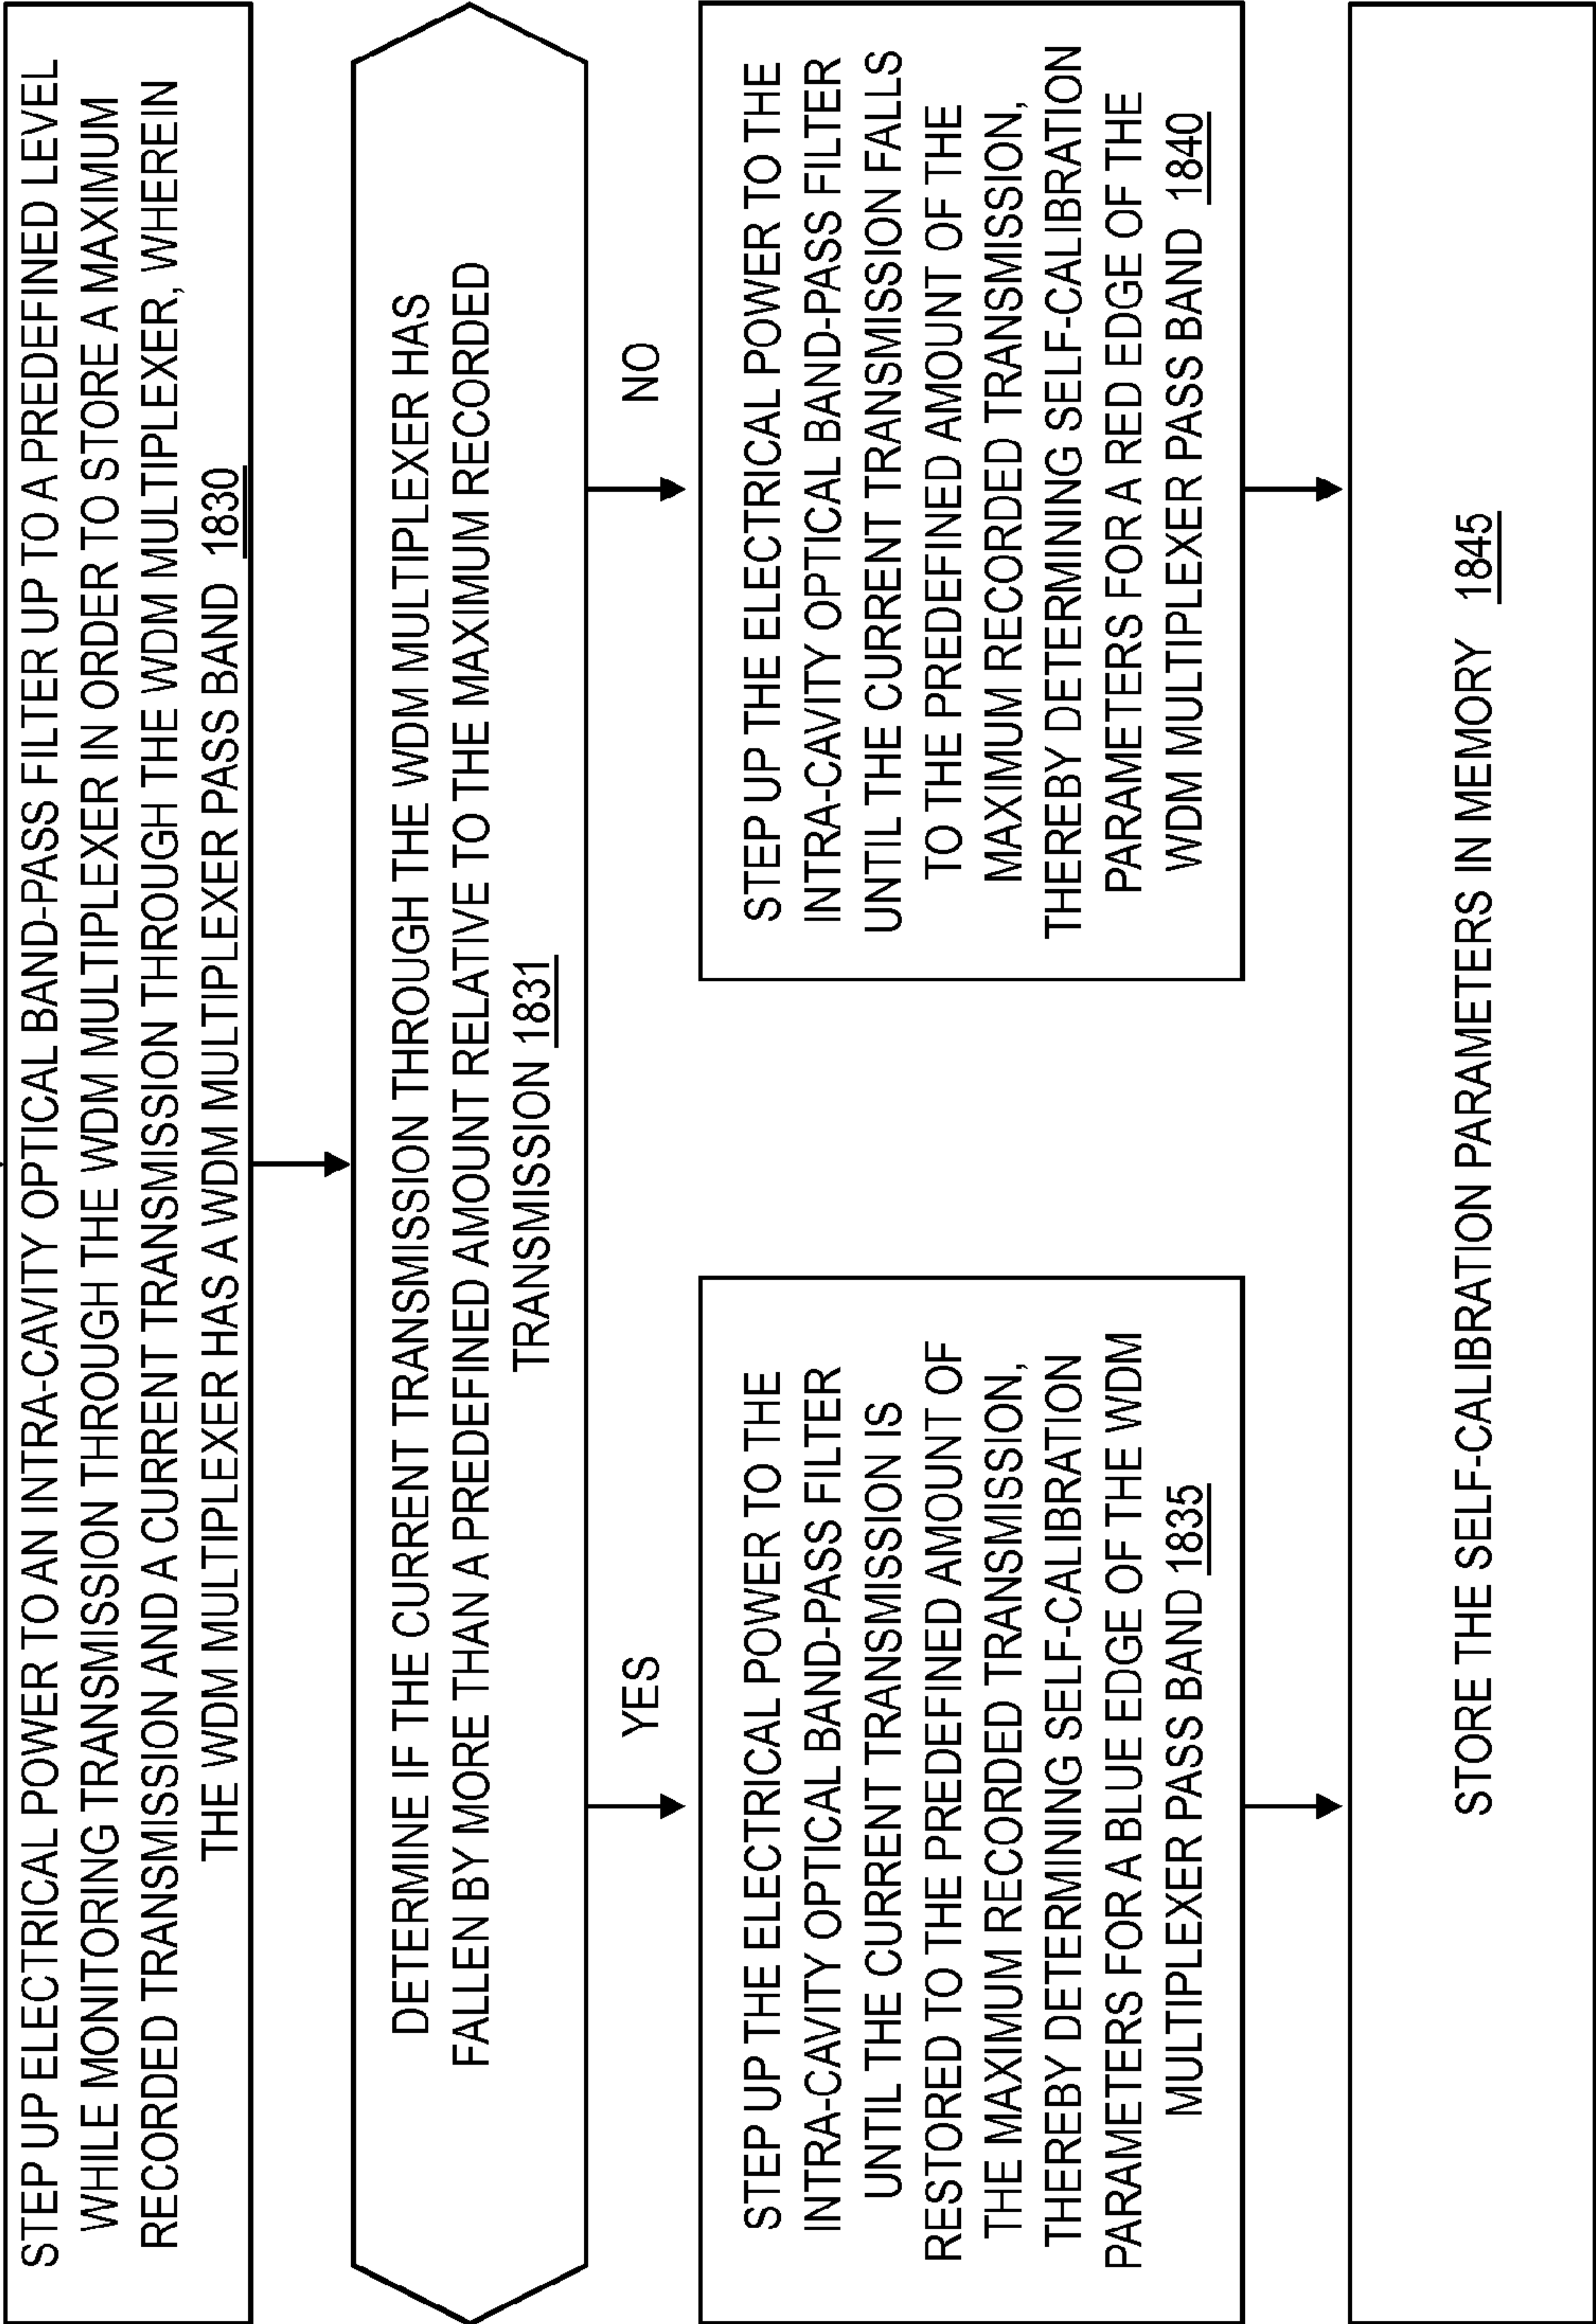 STEP UP ELECTRICAL POWER TO AN INTRA-CAVITY OPTICAL BAND-PASS FILTER UP TO A PREDEFINED LEVEL
WHILE MONITORING TRANSMISSION THROUGH THE WDM MULTIPLEXER IN ORDER TO STORE A MAXIMUM
RECORDED TRANSMISSION AND A CURRENT TRANSMISSION THROUGH THE WDM MULTIPLEXER, WHEREIN
THE WDM MULTIPLEXER HAS A WDM MULTIPLEXER PASS BAND 1830
DETERMINE IF THE CURRENT TRANSMISSION THROUGH THE WDM MULTIPLEXER HAS
FALLEN BY MORE THAN A PREDEFINED AMOUNT RELATIVE TO THE MAXIMUM RECORDED
TRANSMISSION 1831
YES
STEP UP THE ELECTRICAL POWER TO THE
INTRA-CAVITY OPTICAL BAND-PASS FILTER
UNTIL THE CURRENT TRANSMISSION IS
RESTORED TO THE PREDEFINED AMOUNT OF
THE MAXIMUM RECORDED TRANSMISSION,
THEREBY DETERMINING SELF-CALIBRATION
PARAMETERS FOR A BLUE EDGE OF THE WDM
MULTIPLEXER PASS BAND 1835
NO
STEP UP THE ELECTRICAL POWER TO THE
INTRA-CAVITY OPTICAL BAND-PASS FILTER
UNTIL THE CURRENT TRANSMISSION FALLS
TO THE PREDEFINED AMOUNT OF THE
MAXIMUM RECORDED TRANSMISSION,
THEREBY DETERMINING SELF-CALIBRATION
PARAMETERS FOR A RED EDGE OF THE
WDM MULTIPLEXER PASS BAND 1840
STORE THE SELF-CALIBRATION PARAMETERS IN MEMORY 1845